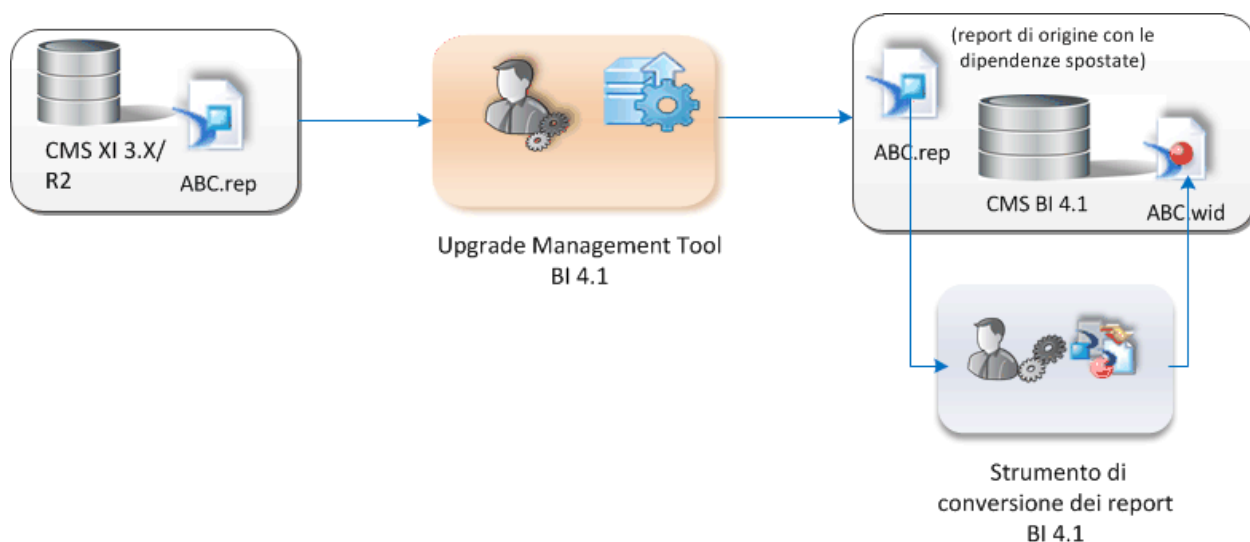 CMS XI 3.X/
R2
ABC.rep
Upgrade Management Tool
BI 4.1
(report di origine con le
dipendenze spostate)
ABC.rep
CMS BI 4.1
ABC.wid
Strumento di
conversione dei report
BI 4.1